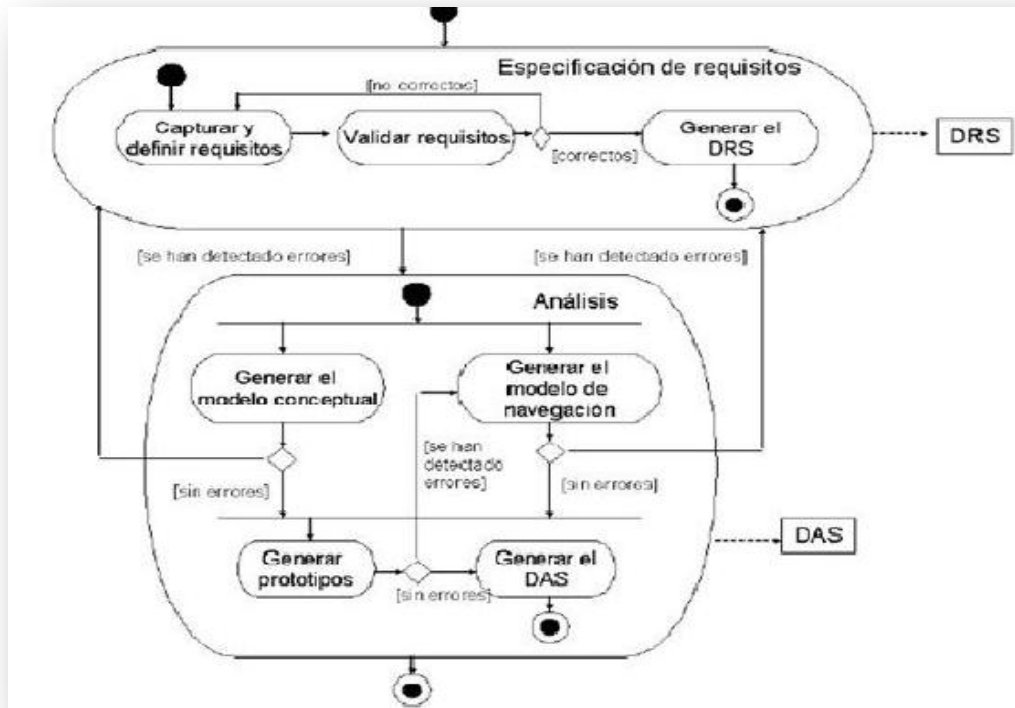 Especificación de requisitos
[no correctos]
Capturar y
definir requisitos
Validar requisitos
Generar el
DRS
[correctos]
DRS
[se han detectado errores]
[se han detectado errores]
Análisis
Generar el
modelo conceptual
Generar el
modelo de
navegación
[se han
detectado
errores]
[sin errores]
[sin errores]
Generar
prototipos
Generar el
DAS
[sin errores]
DAS